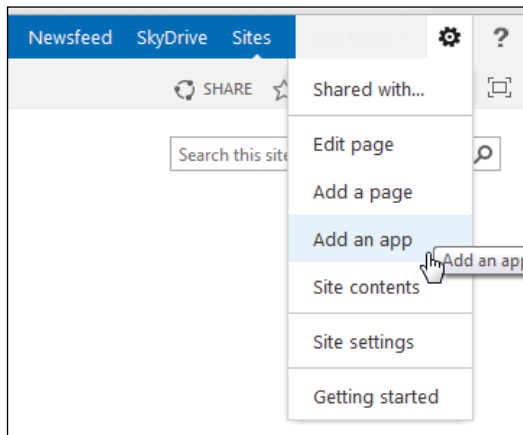 Newsfeed SkyDrive Sites ?
SHARE
Shared with...
Edit page
Search this site
Add a page
Add an app
Add an app
Site contents
Site settings
Getting started